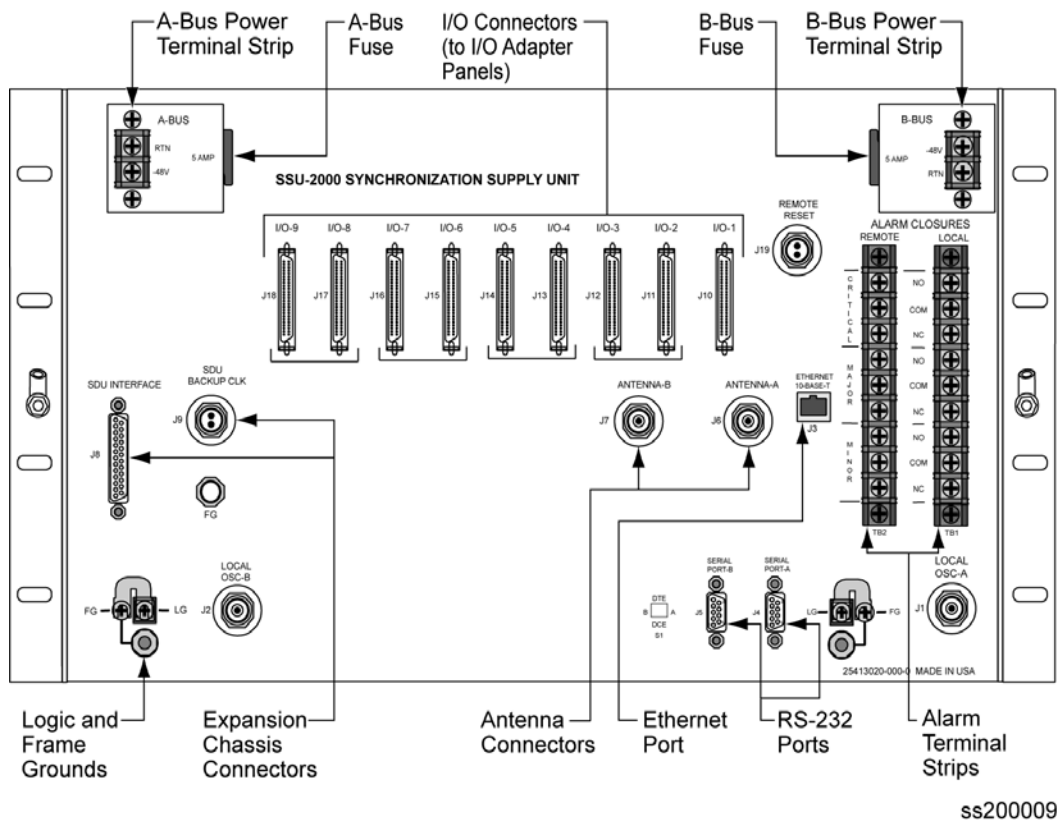 A-Bus Power
Terminal Strip
A-Bus
Fuse
I/O Connectors
(to I/O Adapter
Panels)
B-Bus
Fuse
B-Bus Power
Terminal Strip
A-BUS
RTN
-48V
5 AMP
B-BUS
5 AMP
-48V
RTN
SSU-2000 SYNCHRONIZATION SUPPLY UNIT
REMOTE
RESET
J19
ALARM CLOSURES
REMOTE
LOCAL
I/O-9
I/O-8
I/O-7
I/O-6
I/O-5
I/O-4
I/O-3
I/O-2
I/O-1
J18
J17
J16
J15
J14
J13
J12
J11
J10
CRITICAL
NO
COM
NC
MAJOR
NO
COM
NC
MINOR
NO
COM
NC
TB2
TB1
SDU INTERFACE
J8
SDU
BACKUP CLK
J9
FG
ANTENNA-B
J7
ANTENNA-A
J6
ETHERNET
10-BASE-T
J3
FG
LG
LOCAL
OSC-B
J2
DTE
B
A
DCE
S1
SERIAL
PORT-B
J5
SERIAL
PORT-A
J4
LG
FG
LOCAL
OSC-A
J1
25413020-000-0 MADE IN USA
Logic and
Frame
Grounds
Expansion
Chassis
Connectors
Antenna
Connectors
Ethernet
Port
RS-232
Ports
Alarm
Terminal
Strips
ss200009